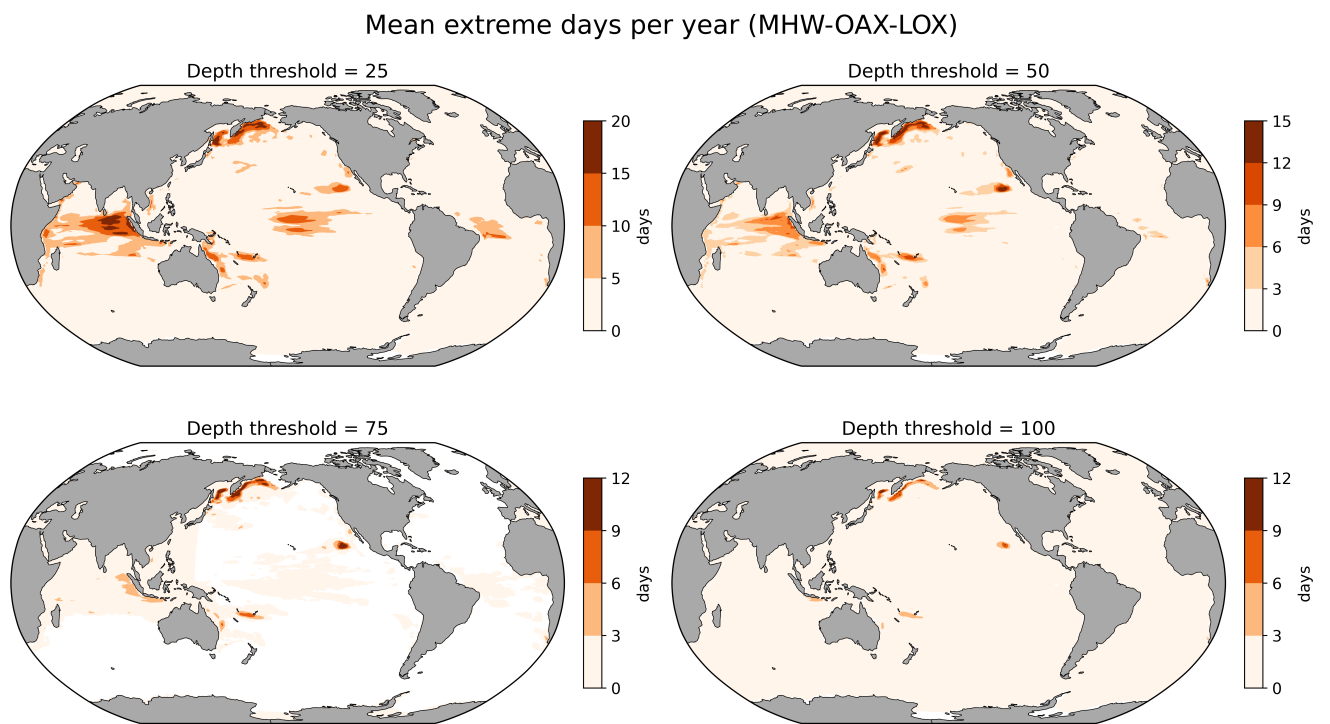 Mean extreme days per year (MHW-OAX-LOX)
Depth threshold = 25
20
15
10
5
0
days
Depth threshold = 50
15
12
9
6
3
0
days
Depth threshold = 75
12
9
6
3
0
days
Depth threshold = 100
12
9
6
3
0
days